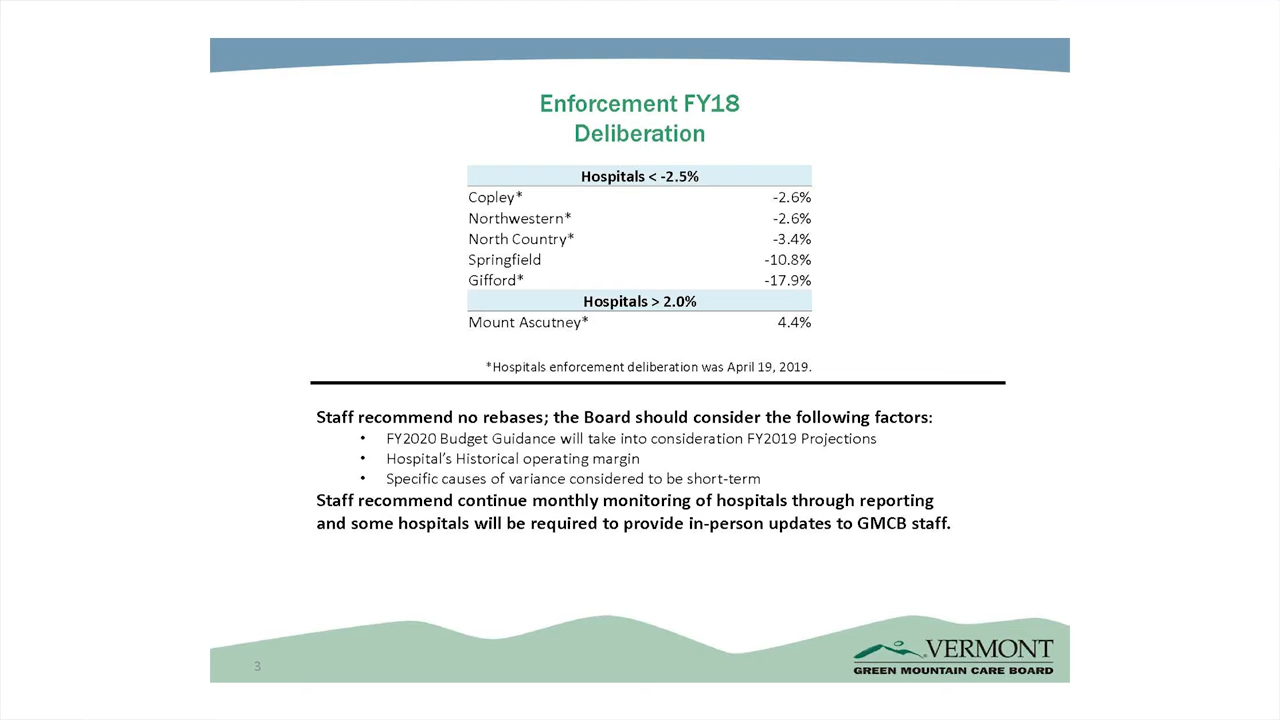 Enforcement FY18
Deliberation
Hospitals < -2.5%
Copley* -2.6%
Northwestern* -2.6%
North Country* -3.4%
Springfield -10.8%
Gifford* -17.9%
Hospitals > 2.0%
Mount Ascutney* 4.4%
*Hospitals enforcement deliberation was April 19, 2019.
Staff recommend no rebases; the Board should consider the following factors:
• FY2020 Budget Guidance will take into consideration FY2019 Projections
• Hospital’s Historical operating margin
• Specific causes of variance considered to be short-term
Staff recommend continue monthly monitoring of hospitals through reporting
and some hospitals will be required to provide in-person updates to GMCB staff.
3
VERMONT
GREEN MOUNTAIN CARE BOARD